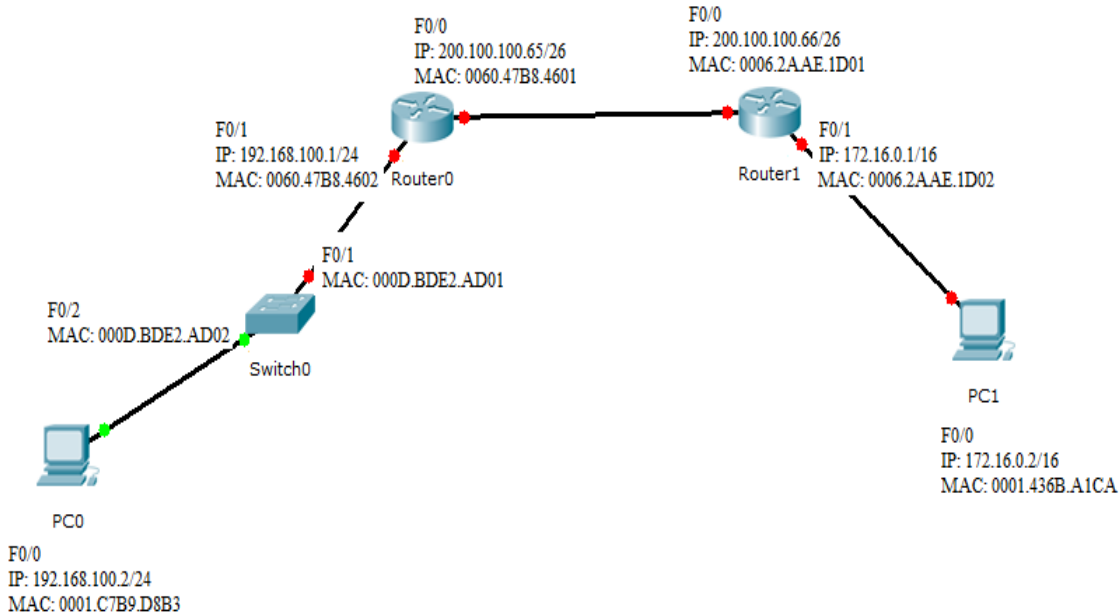 F0/0
IP: 200.100.100.65/26
MAC: 0060.47B8.4601
F0/0
IP: 200.100.100.66/26
MAC: 0006.2AAE.1D01
F0/1
IP: 192.168.100.1/24
MAC: 0060.47B8.4602
Router0
Router1
F0/1
IP: 172.16.0.1/16
MAC: 0006.2AAE.1D02
F0/1
MAC: 000D.BDE2.AD01
F0/2
MAC: 000D.BDE2.AD02
Switch0
PC0
F0/0
IP: 192.168.100.2/24
MAC: 0001.C7B9.D8B3
PC1
F0/0
IP: 172.16.0.2/16
MAC: 0001.436B.A1CA